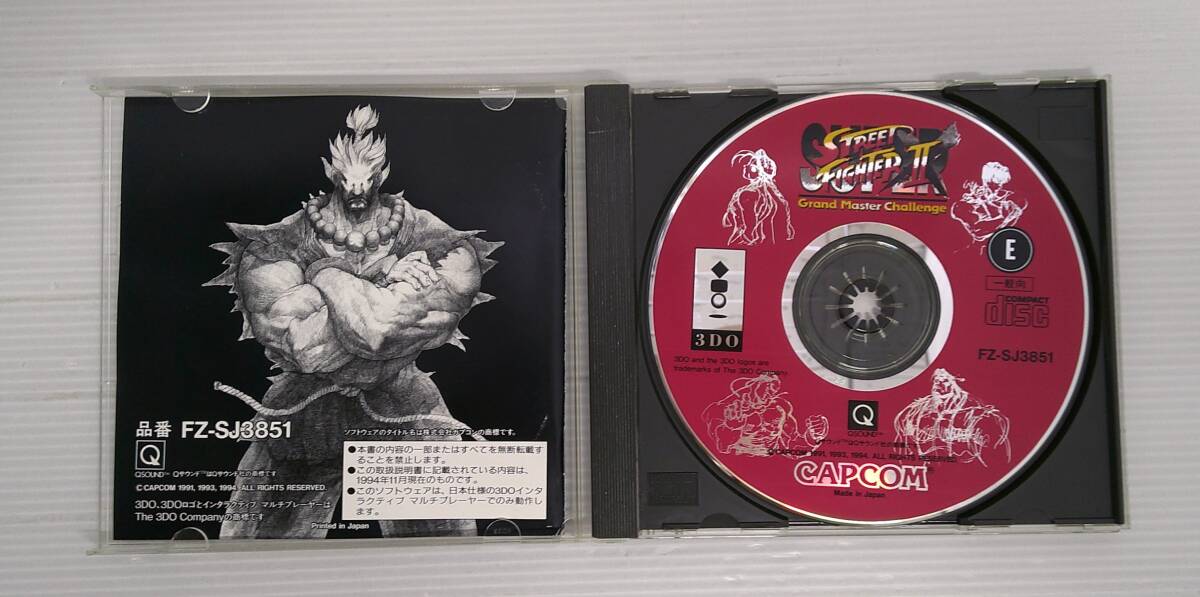 品番 FZ-SJ3851
Q
QSOUND™ QサウンドはQサウンド社の商標です
© CAPCOM 1991, 1993, 1994 ALL RIGHTS RESERVED.
3DO、3DOロゴとインタラクティブ マルチプレーヤーは
The 3DO Companyの商標です
ソフトウェアのタイトル名は株式会社カプコンの商標です。
●本書の内容の一部またはすべてを無断転載す
ることを禁止します。
●この取扱説明書に記載されている内容は、
1994年11月現在のものです。
●このソフトウェアは、日本仕様の3DOインタ
ラクティブ マルチプレーヤーでのみ動作し
ます。
Printed in Japan
SUPER
STREET
FIGHTER II X
Grand Master Challenge
E
一般向
COMPACT
disc
FZ-SJ3851
3DO
3DO and the 3DO logos are
trademarks of The 3DO Company.
Q
QSOUND™
© CAPCOM 1991, 1993, 1994. ALL RIGHTS RESERVED.
CAPCOM®
Made in Japan